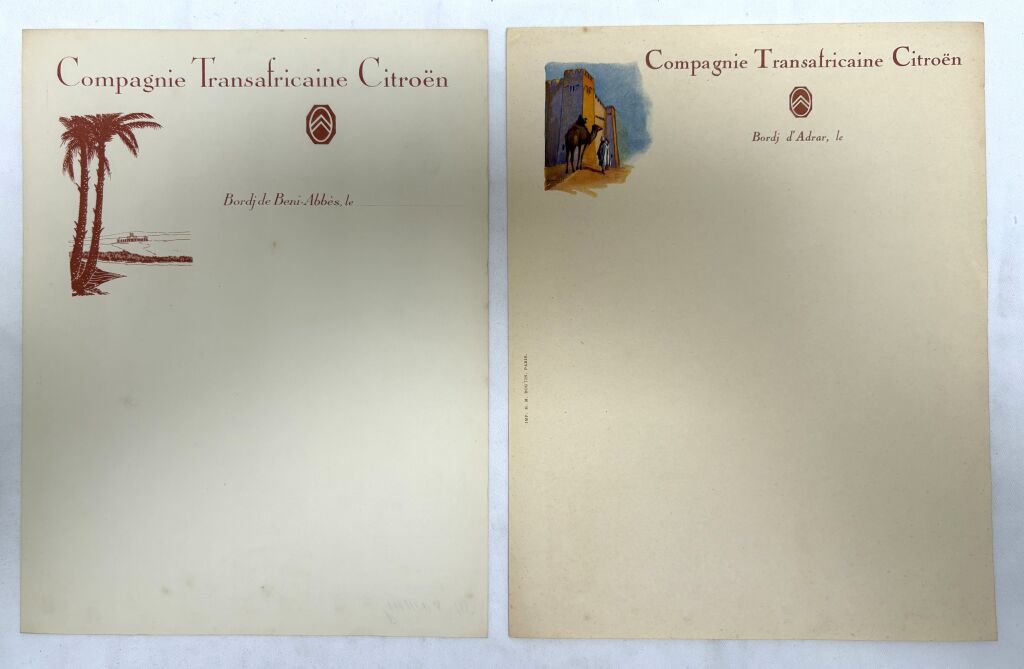 Compagnie Transafricaine Citroën
Bordj de Beni-Abbès, le
Compagnie Transafricaine Citroën
Bordj d'Adrar, le